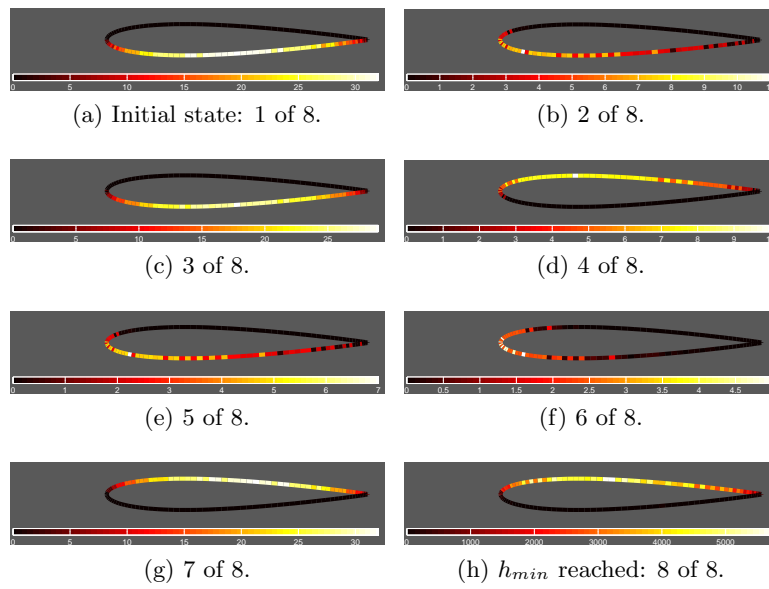 0 5 10 15 20 25 30
0 1 2 3 4 5 6 7 8 9 10
(a) Initial state: 1 of 8.
(b) 2 of 8.
0 5 10 15 20 25
0 1 2 3 4 5 6 7 8 9
(c) 3 of 8.
(d) 4 of 8.
0 1 2 3 4 5 6 7
0 0.5 1 1.5 2 2.5 3 3.5 4 4.5
(e) 5 of 8.
(f) 6 of 8.
0 5 10 15 20 25 30
0 1000 2000 3000 4000 5000
(g) 7 of 8.
(h) h_{min} reached: 8 of 8.